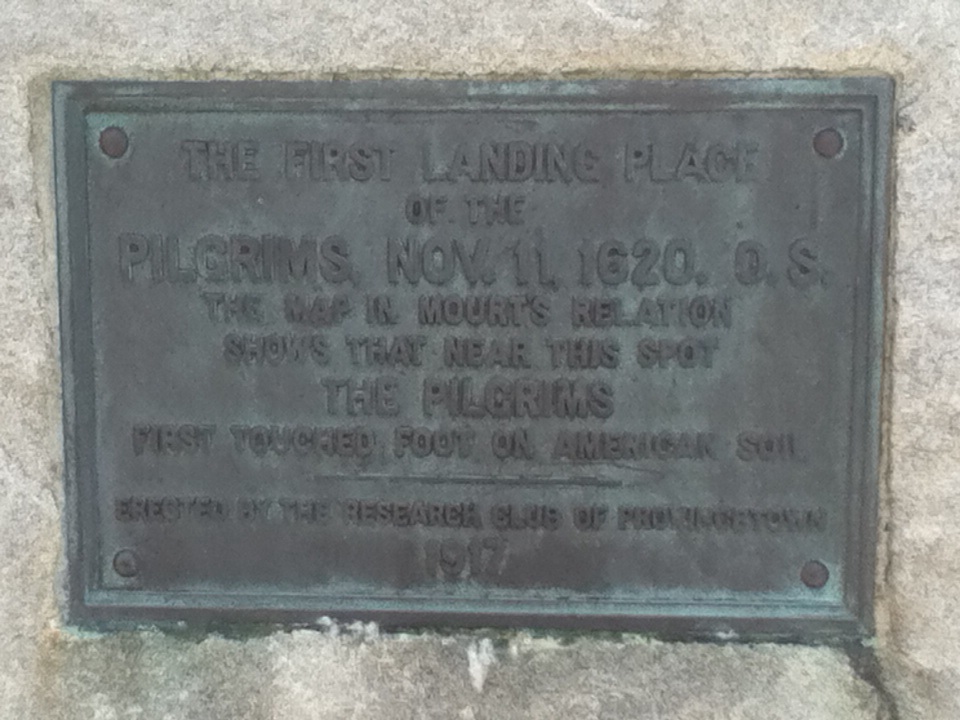 THE FIRST LANDING PLACE
OF THE
PILGRIMS, NOV. 11, 1620. O. S.
THE MAP IN MOURT'S RELATION
SHOWS THAT NEAR THIS SPOT
THE PILGRIMS
FIRST TOUCHED FOOT ON AMERICAN SOIL
ERECTED BY THE RESEARCH CLUB OF PROVINCETOWN
1917